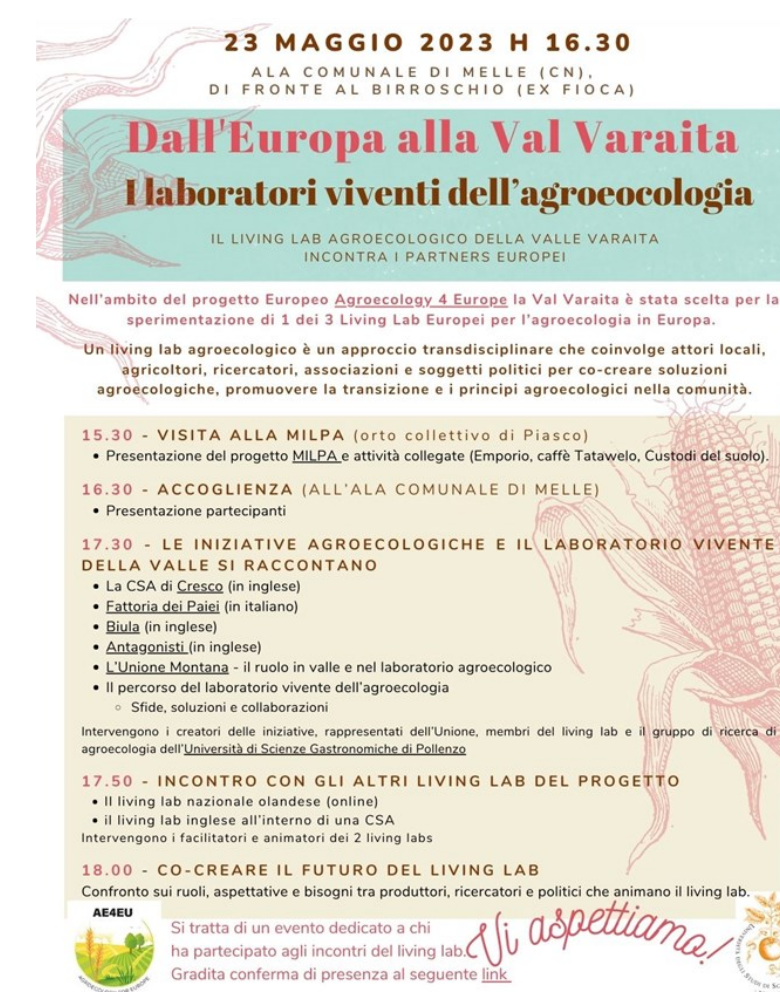 23 MAGGIO 2023 H 16.30
ALA COMUNALE DI MELLE (CN),
DI FRONTE AL BIRROSCHIO (EX FIOCA)
Dall'Europa alla Val Varaita
I laboratori viventi dell'agroeocologia
IL LIVING LAB AGROECOLOGICO DELLA VALLE VARAITA
INCONTRA I PARTNERS EUROPEI
Nell'ambito del progetto Europeo Agroecology 4 Europe la Val Varaita è stata scelta per la
sperimentazione di 1 dei 3 Living Lab Europei per l'agroecologia in Europa.
Un living lab agroecologico è un approccio transdisciplinare che coinvolge attori locali,
agricoltori, ricercatori, associazioni e soggetti politici per co-creare soluzioni
agroecologiche, promuovere la transizione e i principi agroecologici nella comunità.
15.30 - VISITA ALLA MILPA (orto collettivo di Piasco)
• Presentazione del progetto MILPA e attività collegate (Emporio, caffè Tatawelo, Custodi del suolo).
16.30 - ACCOGLIENZA (ALL'ALA COMUNALE DI MELLE)
• Presentazione partecipanti
17.30 - LE INIZIATIVE AGROECOLOGICHE E IL LABORATORIO VIVENTE
DELLA VALLE SI RACCONTANO
• La CSA di Cresco (in inglese)
• Fattoria dei Paiei (in italiano)
• Biula (in inglese)
• Antagonisti (in inglese)
• L'Unione Montana - il ruolo in valle e nel laboratorio agroecologico
• Il percorso del laboratorio vivente dell'agroecologia
◦ Sfide, soluzioni e collaborazioni
Intervengono i creatori delle iniziative, rappresentati dell'Unione, membri del living lab e il gruppo di ricerca di
agroecologia dell'Università di Scienze Gastronomiche di Pollenzo
17.50 - INCONTRO CON GLI ALTRI LIVING LAB DEL PROGETTO
• Il living lab nazionale olandese (online)
• il living lab inglese all'interno di una CSA
Intervengono i facilitatori e animatori dei 2 living labs
18.00 - CO-CREARE IL FUTURO DEL LIVING LAB
Confronto sui ruoli, aspettative e bisogni tra produttori, ricercatori e politici che animano il living lab.
AE4EU
AGROECOLOGY FOR EUROPE
Si tratta di un evento dedicato a chi
ha partecipato agli incontri del living lab.
Gradita conferma di presenza al seguente link
Vi aspettiamo!